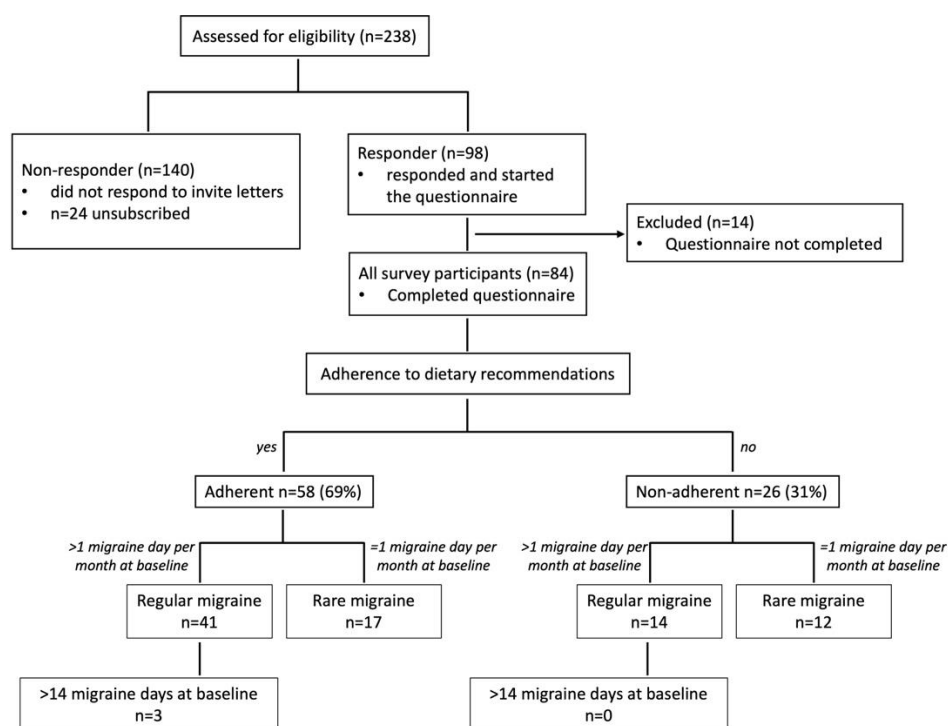 Assessed for eligibility (n=238)
Non-responder (n=140)
• did not respond to invite letters
• n=24 unsubscribed
Responder (n=98)
• responded and started
the questionnaire
Excluded (n=14)
• Questionnaire not completed
All survey participants (n=84)
• Completed questionnaire
Adherence to dietary recommendations
yes
no
Adherent n=58 (69%)
Non-adherent n=26 (31%)
>1 migraine day per
month at baseline
=1 migraine day per
month at baseline
>1 migraine day per
month at baseline
=1 migraine day per
month at baseline
Regular migraine
n=41
Rare migraine
n=17
Regular migraine
n=14
Rare migraine
n=12
>14 migraine days at baseline
n=3
>14 migraine days at baseline
n=0